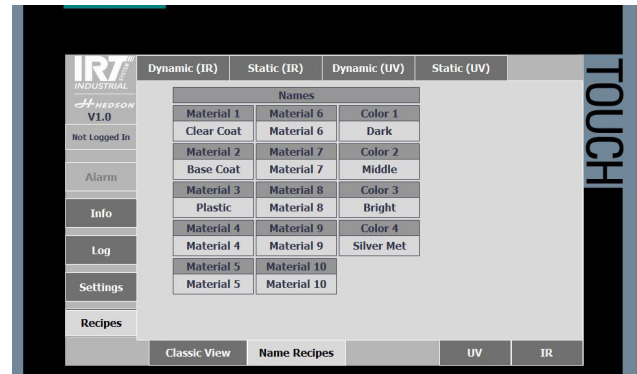 IRT SYSTEM
INDUSTRIAL
HEDSON
V1.0
Not Logged In
Alarm
Info
Log
Settings
Recipes
Dynamic (IR) Static (IR) Dynamic (UV) Static (UV)
Names
Material 1 Material 6 Color 1
Clear Coat Material 6 Dark
Material 2 Material 7 Color 2
Base Coat Material 7 Middle
Material 3 Material 8 Color 3
Plastic Material 8 Bright
Material 4 Material 9 Color 4
Material 4 Material 9 Silver Met
Material 5 Material 10
Material 5 Material 10
Classic View Name Recipes UV IR
TOUCH